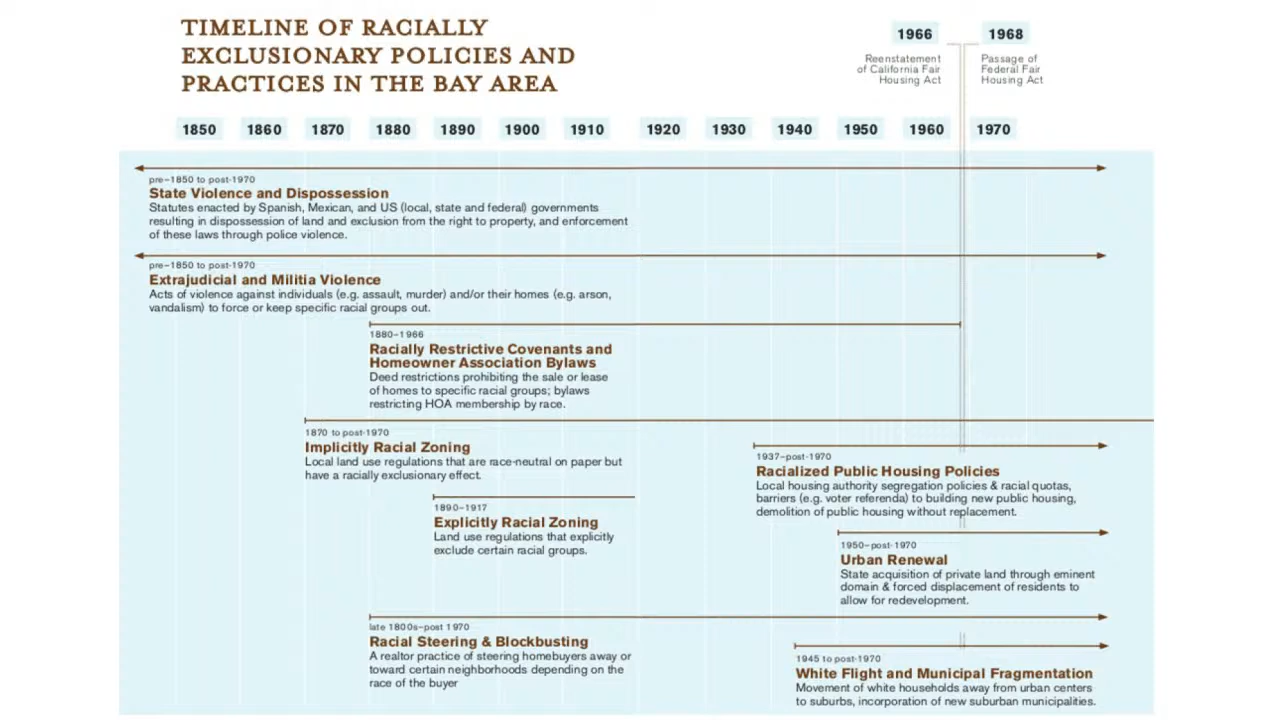 TIMELINE OF RACIALLY
EXCLUSIONARY POLICIES AND
PRACTICES IN THE BAY AREA
1966
Reenstatement
of California Fair
Housing Act
1968
Passage of
Federal Fair
Housing Act
1850 1860 1870 1880 1890 1900 1910 1920 1930 1940 1950 1960 1970
pre–1850 to post-1970
State Violence and Dispossession
Statutes enacted by Spanish, Mexican, and US (local, state and federal) governments
resulting in dispossession of land and exclusion from the right to property, and enforcement
of these laws through police violence.
pre–1850 to post–1970
Extrajudicial and Militia Violence
Acts of violence against individuals (e.g. assault, murder) and/or their homes (e.g. arson,
vandalism) to force or keep specific racial groups out.
1880–1966
Racially Restrictive Covenants and
Homeowner Association Bylaws
Deed restrictions prohibiting the sale or lease
of homes to specific racial groups; bylaws
restricting HOA membership by race.
1870 to post-1970
Implicitly Racial Zoning
Local land use regulations that are race-neutral on paper but
have a racially exclusionary effect.
1937–post-1970
Racialized Public Housing Policies
Local housing authority segregation policies & racial quotas,
barriers (e.g. voter referenda) to building new public housing,
demolition of public housing without replacement.
1890–1917
Explicitly Racial Zoning
Land use regulations that explicitly
exclude certain racial groups.
1950–post-1970
Urban Renewal
State acquisition of private land through eminent
domain & forced displacement of residents to
allow for redevelopment.
late 1800s–post 1970
Racial Steering & Blockbusting
A realtor practice of steering homebuyers away or
toward certain neighborhoods depending on the
race of the buyer
1945 to post-1970
White Flight and Municipal Fragmentation
Movement of white households away from urban centers
to suburbs, incorporation of new suburban municipalities.